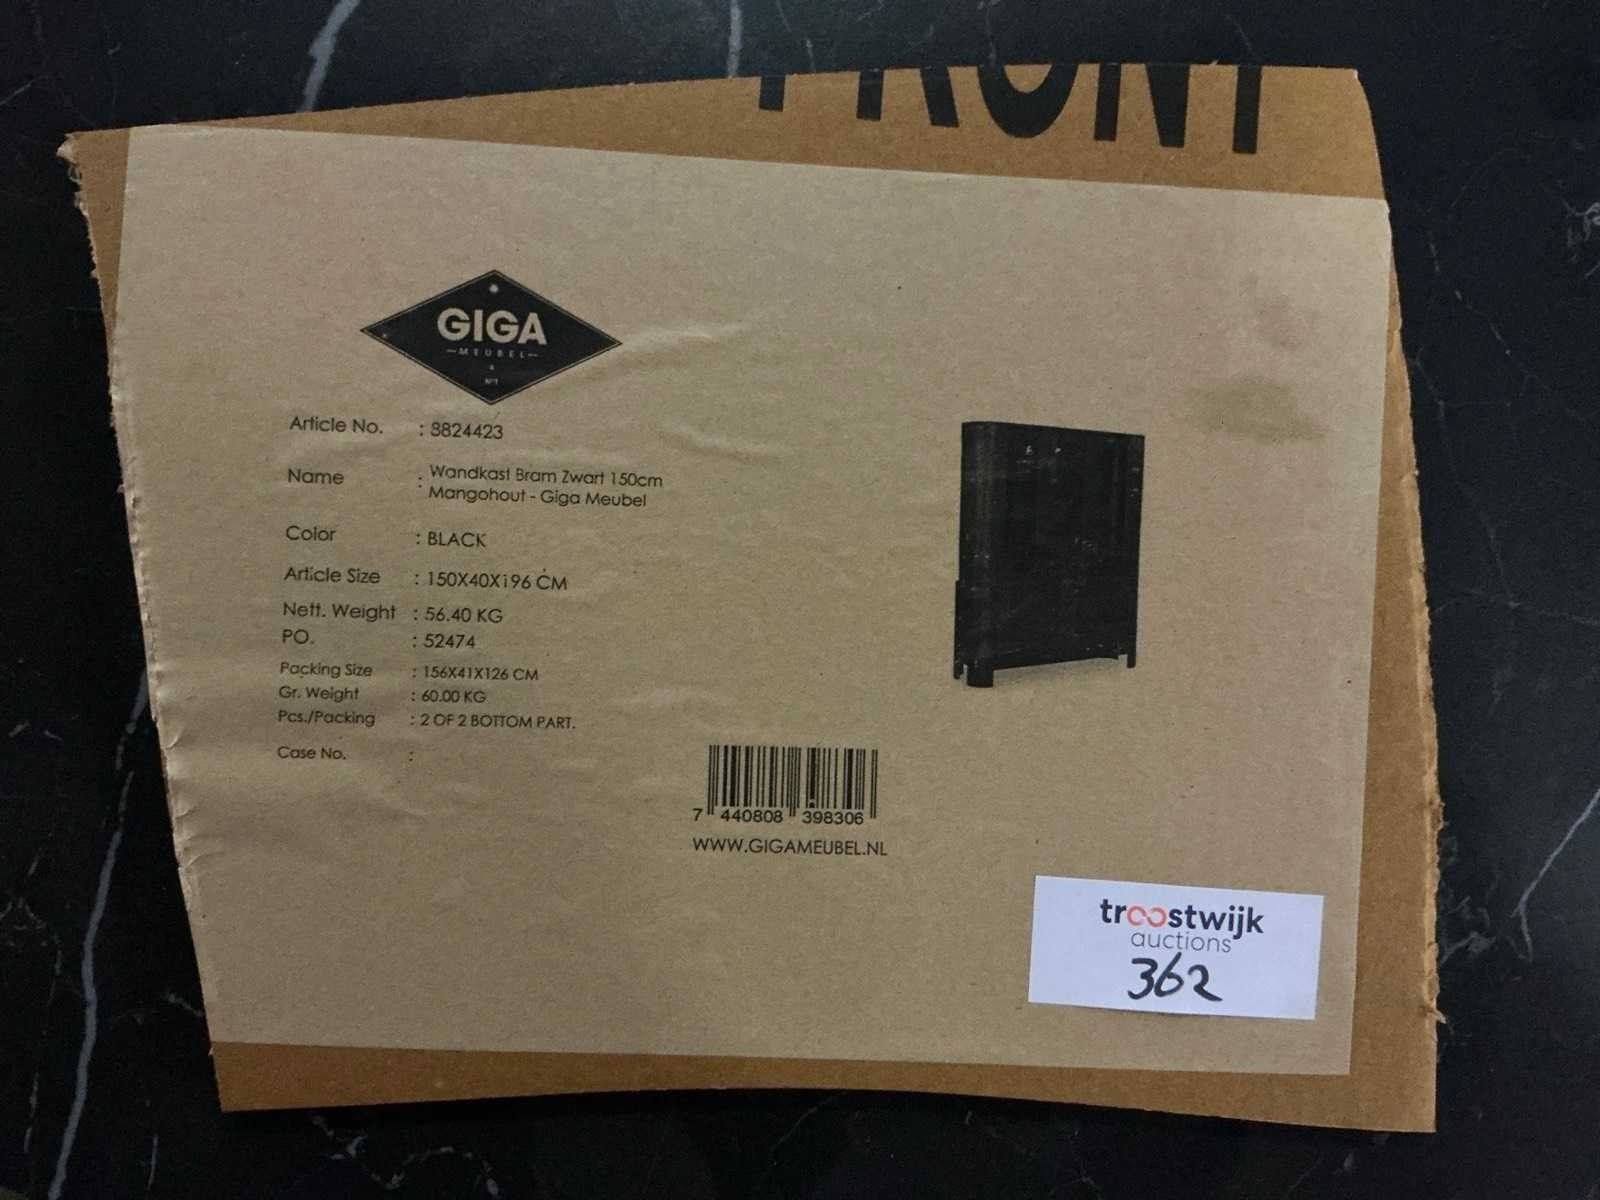 FRONT
GIGA
MEUBEL
&
N°1
Article No. : 8824423
Name : Wandkast Bram Zwart 150cm
Mangohout - Giga Meubel
Color : BLACK
Article Size : 150X40X196 CM
Nett. Weight : 56.40 KG
PO. : 52474
Packing Size : 156X41X126 CM
Gr. Weight : 60.00 KG
Pcs./Packing : 2 OF 2 BOTTOM PART.
Case No. :
7 440808 398306
WWW.GIGAMEUBEL.NL
troostwijk
auctions
362